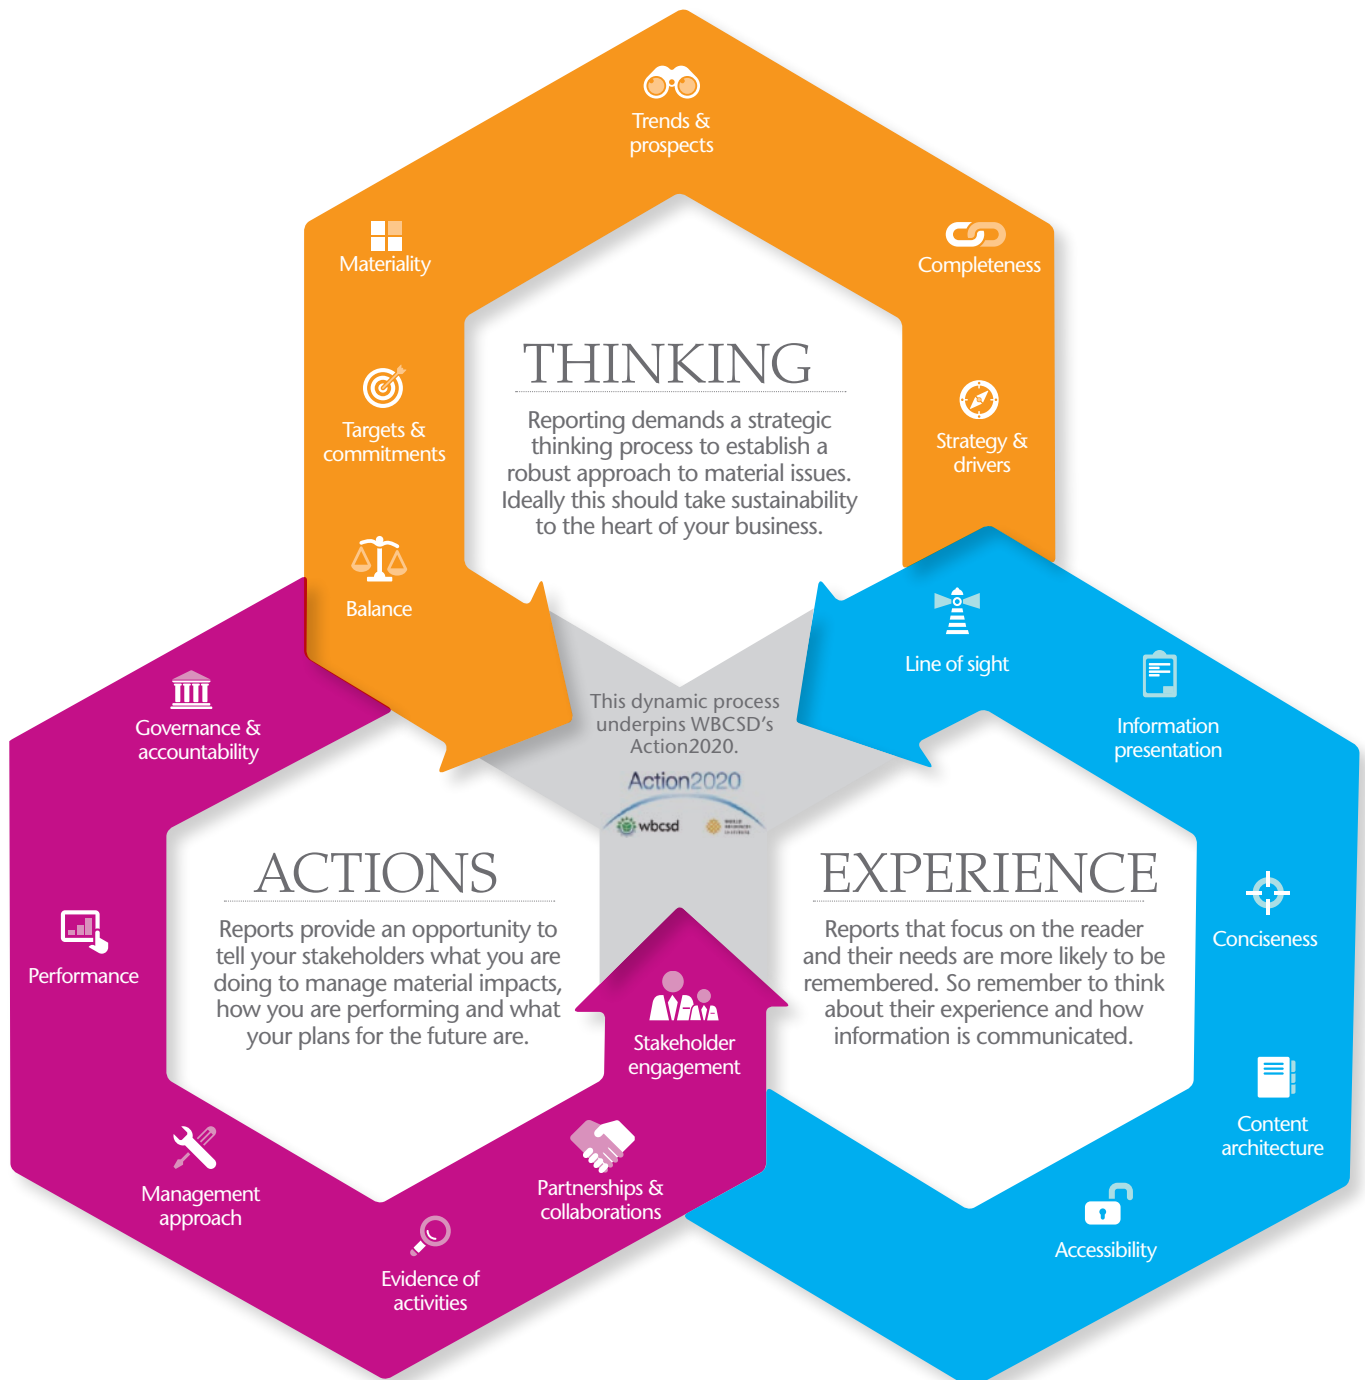 Trends &
prospects
Materiality
Completeness
THINKING
Reporting demands a strategic
thinking process to establish a
robust approach to material issues.
Ideally this should take sustainability
to the heart of your business.
Targets &
commitments
Strategy &
drivers
Balance
Line of sight
This dynamic process
underpins WBCSD's
Action2020.
Action2020
wbcsd
Governance &
accountability
Information
presentation
ACTIONS
Reports provide an opportunity to
tell your stakeholders what you are
doing to manage material impacts,
how you are performing and what
your plans for the future are.
EXPERIENCE
Reports that focus on the reader
and their needs are more likely to be
remembered. So remember to think
about their experience and how
information is communicated.
Performance
Conciseness
Stakeholder
engagement
Content
architecture
Management
approach
Partnerships &
collaborations
Accessibility
Evidence of
activities